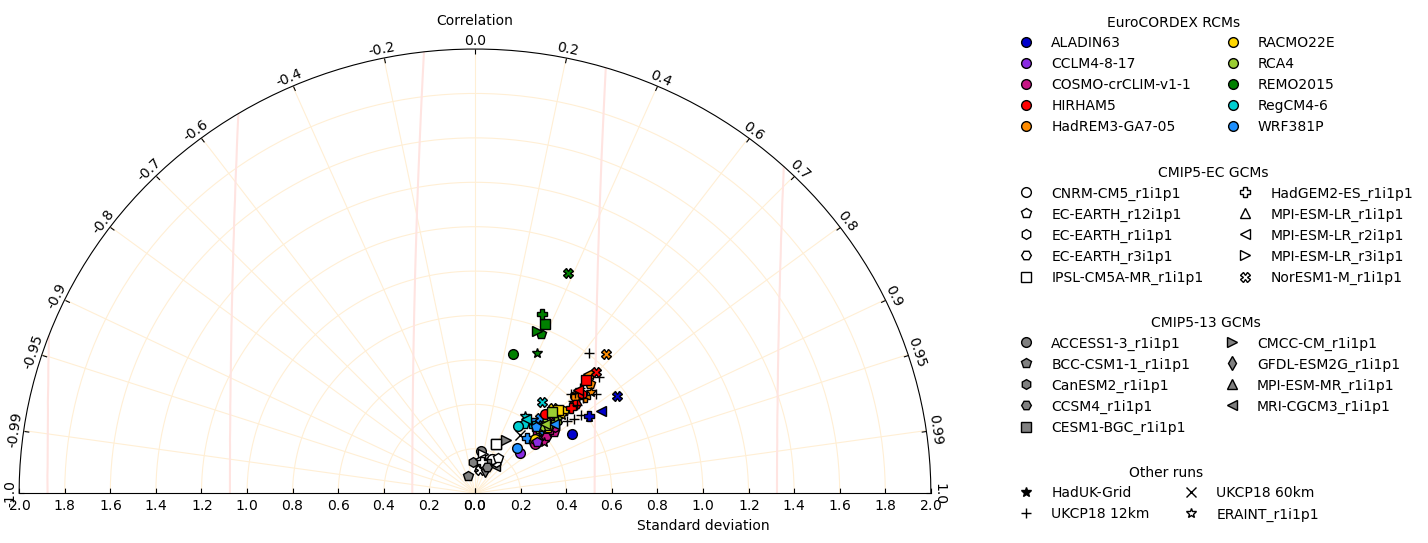 Correlation
-0.2 0.0 0.2
-0.4 0.4
-0.6 0.6
-0.7 0.7
-0.8 0.8
-0.9 0.9
-0.95 0.95
-0.99 0.99
-1.0 1.0
2.0 1.8 1.6 1.4 1.2 1.0 0.8 0.6 0.4 0.2 0.0 0.2 0.4 0.6 0.8 1.0 1.2 1.4 1.6 1.8 2.0
Standard deviation
EuroCORDEX RCMs
ALADIN63 RACMO22E
CCLM4-8-17 RCA4
COSMO-crCLIM-v1-1 REMO2015
HIRHAM5 RegCM4-6
HadREM3-GA7-05 WRF381P
CMIP5-EC GCMs
CNRM-CM5_r1i1p1 HadGEM2-ES_r1i1p1
EC-EARTH_r12i1p1 MPI-ESM-LR_r1i1p1
EC-EARTH_r1i1p1 MPI-ESM-LR_r2i1p1
EC-EARTH_r3i1p1 MPI-ESM-LR_r3i1p1
IPSL-CM5A-MR_r1i1p1 NorESM1-M_r1i1p1
CMIP5-13 GCMs
ACCESS1-3_r1i1p1 CMCC-CM_r1i1p1
BCC-CSM1-1_r1i1p1 GFDL-ESM2G_r1i1p1
CanESM2_r1i1p1 MPI-ESM-MR_r1i1p1
CCSM4_r1i1p1 MRI-CGCM3_r1i1p1
CESM1-BGC_r1i1p1
Other runs
HadUK-Grid UKCP18 60km
UKCP18 12km ERAINT_r1i1p1